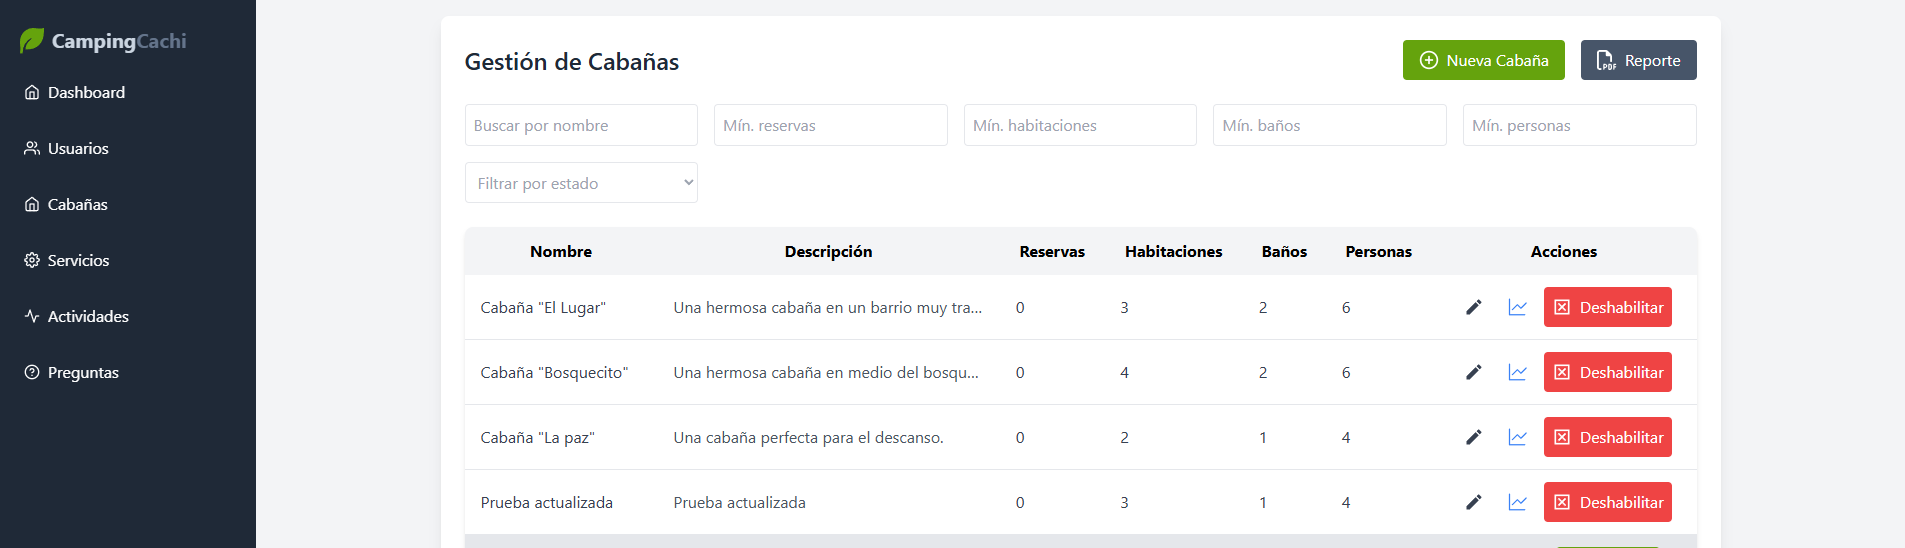 CampingCachi
Dashboard
Usuarios
Cabañas
Servicios
Actividades
Preguntas
Gestión de Cabañas
Nueva Cabaña
PDF Reporte
Buscar por nombre Mín. reservas Mín. habitaciones Mín. baños Mín. personas
Filtrar por estado
Nombre Descripción Reservas Habitaciones Baños Personas Acciones
Cabaña "El Lugar" Una hermosa cabaña en un barrio muy tra... 0 3 2 6 Deshabilitar
Cabaña "Bosquecito" Una hermosa cabaña en medio del bosqu... 0 4 2 6 Deshabilitar
Cabaña "La paz" Una cabaña perfecta para el descanso. 0 2 1 4 Deshabilitar
Prueba actualizada Prueba actualizada 0 3 1 4 Deshabilitar